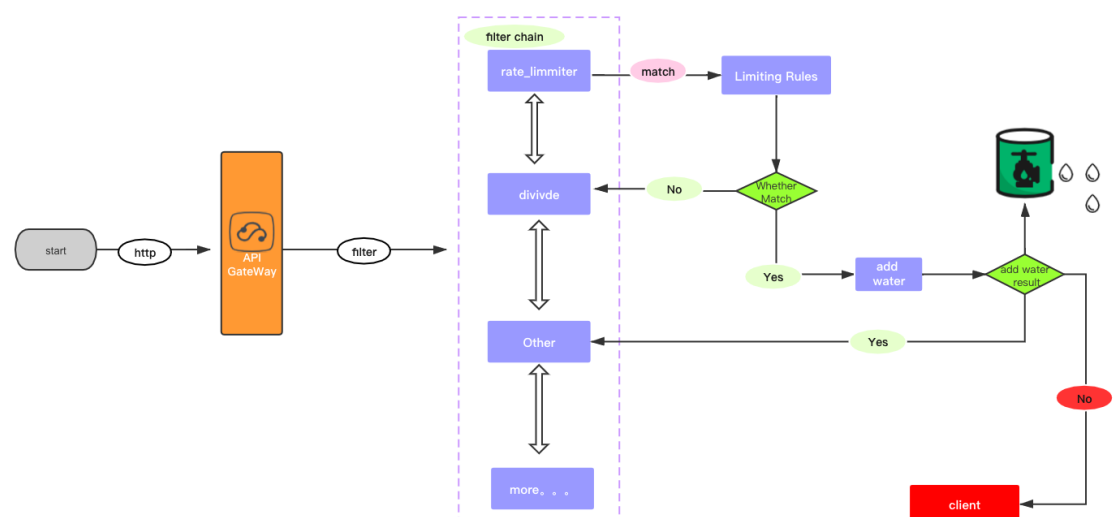 filter chain
rate_limmiter
match
Limiting Rules
divivde
No
Whether
Match
start
http
API
GateWay
filter
Yes
add
water
add water
result
Other
Yes
No
more。。。
client